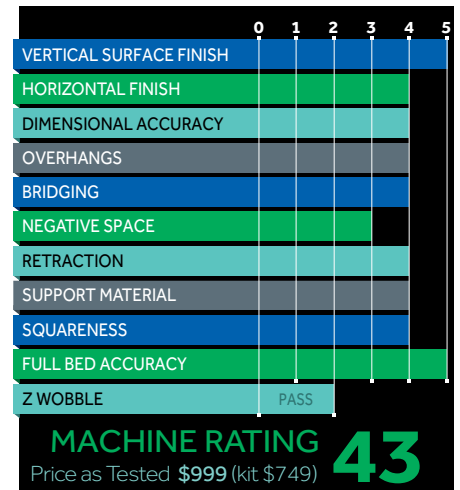 0 1 2 3 4 5
VERTICAL SURFACE FINISH
HORIZONTAL FINISH
DIMENSIONAL ACCURACY
OVERHANGS
BRIDGING
NEGATIVE SPACE
RETRACTION
SUPPORT MATERIAL
SQUARENESS
FULL BED ACCURACY
Z WOBBLE PASS
MACHINE RATING 43
Price as Tested $999 (kit $749)